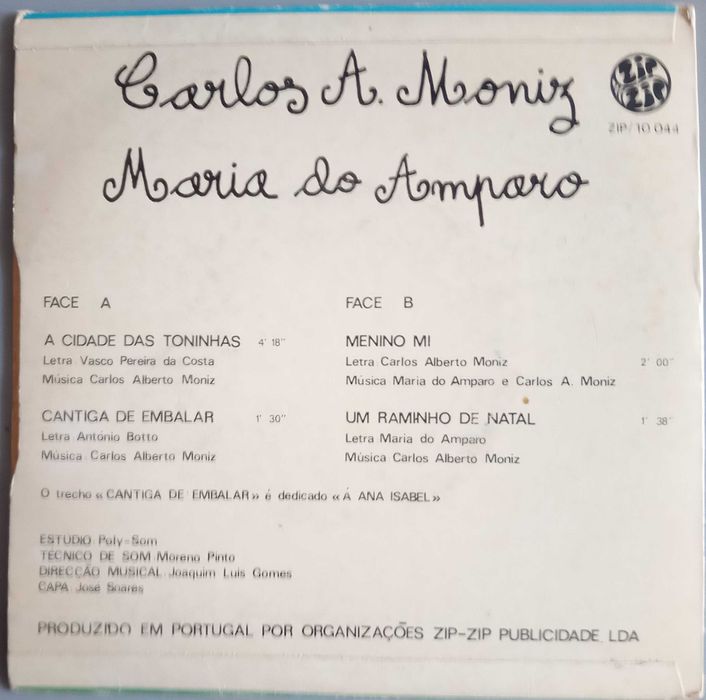 Carlos A. Moniz
ZIP
ZIP
ZIP/10 044
Maria do Amparo
FACE A
A CIDADE DAS TONINHAS 4' 18"
Letra Vasco Pereira da Costa
Música Carlos Alberto Moniz
CANTIGA DE EMBALAR 1' 30"
Letra António Botto
Música Carlos Alberto Moniz
FACE B
MENINO MI
Letra Carlos Alberto Moniz 2' 00"
Música Maria do Amparo e Carlos A. Moniz
UM RAMINHO DE NATAL 1' 38"
Letra Maria do Amparo
Música Carlos Alberto Moniz
O trecho «CANTIGA DE EMBALAR» é dedicado «À ANA ISABEL»
ESTUDIO Poly-Som
TÉCNICO DE SOM Moreno Pinto
DIRECÇÃO MUSICAL Joaquim Luis Gomes
CAPA José Soares
PRODUZIDO EM PORTUGAL POR ORGANIZAÇÕES ZIP-ZIP PUBLICIDADE LDA